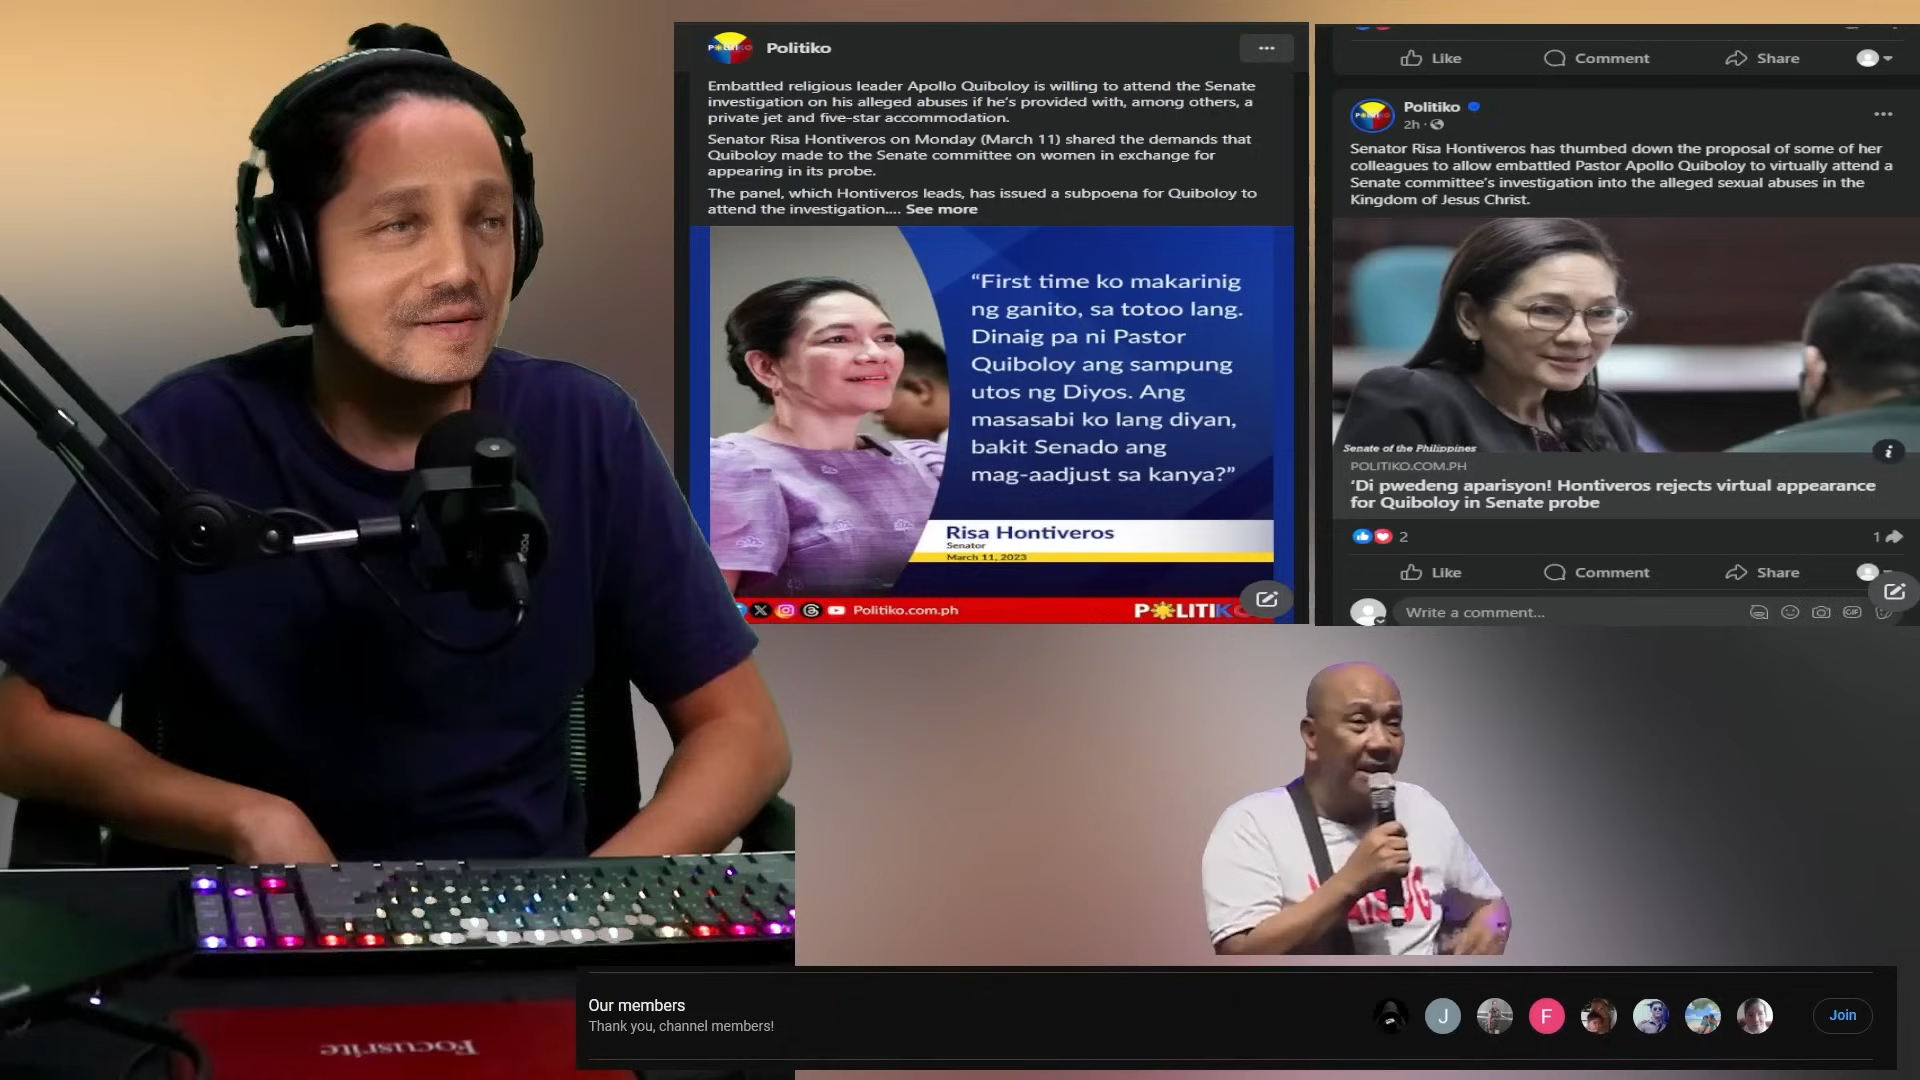 Politiko
Embattled religious leader Apollo Quiboloy is willing to attend the Senate
investigation on his alleged abuses if he's provided with, among others, a
private jet and five-star accommodation.
Senator Risa Hontiveros on Monday (March 11) shared the demands that
Quiboloy made to the Senate committee on women in exchange for
appearing in its probe.
The panel, which Hontiveros leads, has issued a subpoena for Quiboloy to
attend the investigation.... See more
“First time ko makarinig
ng ganito, sa totoo lang.
Dinaig pa ni Pastor
Quiboloy ang sampung
utos ng Diyos. Ang
masasabi ko lang diyan,
bakit Senado ang
mag-aadjust sa kanya?”
Risa Hontiveros
Senator
March 11, 2023
Politiko.com.ph
POLITIKO
Like Comment Share
Politiko
2h
Senator Risa Hontiveros has thumbed down the proposal of some of her
colleagues to allow embattled Pastor Apollo Quiboloy to virtually attend a
Senate committee's investigation into the alleged sexual abuses in the
Kingdom of Jesus Christ.
Senate of the Philippines
POLITIKO.COM.PH
‘Di pwedeng aparisyon! Hontiveros rejects virtual appearance
for Quiboloy in Senate probe
2 1
Like Comment Share
Write a comment...
GIF
Focusrite
Our members
Thank you, channel members!
J
F
Join